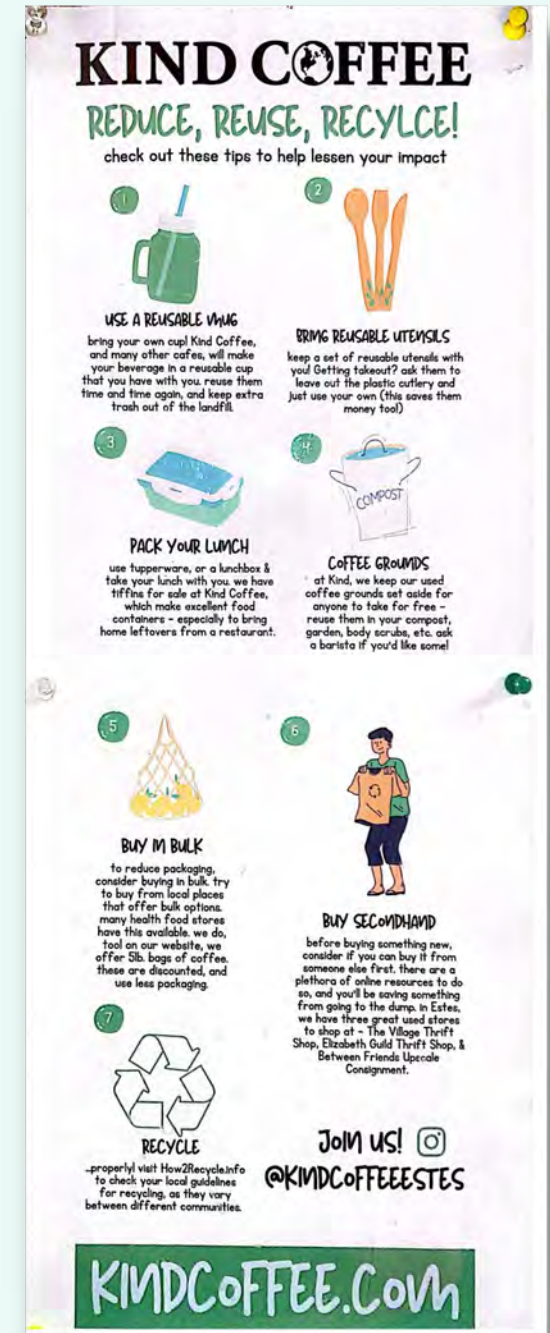 KIND COFFEE
REDUCE, REUSE, RECYLCE!
check out these tips to help lessen your impact
1
USE A REUSABLE MUG
bring your own cup! Kind Coffee,
and many other cafes, will make
your beverage in a reusable cup
that you have with you. reuse them
time and time again, and keep extra
trash out of the landfill.
2
BRING REUSABLE UTENSILS
keep a set of reusable utensils with
you! Getting takeout? ask them to
leave out the plastic cutlery and
just use your own (this saves them
money too!)
3
PACK YOUR LUNCH
use tupperware, or a lunchbox &
take your lunch with you. we have
tiffins for sale at Kind Coffee,
which make excellent food
containers - especially to bring
home leftovers from a restaurant.
4
COMPOST
COFFEE GROUNDS
at Kind, we keep our used
coffee grounds set aside for
anyone to take for free -
reuse them in your compost,
garden, body scrubs, etc. ask
a barista if you'd like some!
5
BUY IN BULK
to reduce packaging,
consider buying in bulk. try
to buy from local places
that offer bulk options.
many health food stores
have this available. we do,
too! on our website, we
offer 5lb. bags of coffee.
these are discounted, and
use less packaging.
6
BUY SECONDHAND
before buying something new,
consider if you can buy it from
someone else first. there are a
plethora of online resources to do
so, and you'll be saving something
from going to the dump. in Estes,
we have three great used stores
to shop at - The Village Thrift
Shop, Elizabeth Guild Thrift Shop, &
Between Friends Upscale
Consignment.
7
RECYCLE
...properly! visit How2Recycle.info
to check your local guidelines
for recycling, as they vary
between different communities.
JOIN US!
@KINDCOFFEEESTES
KINDCOFFEE.COM